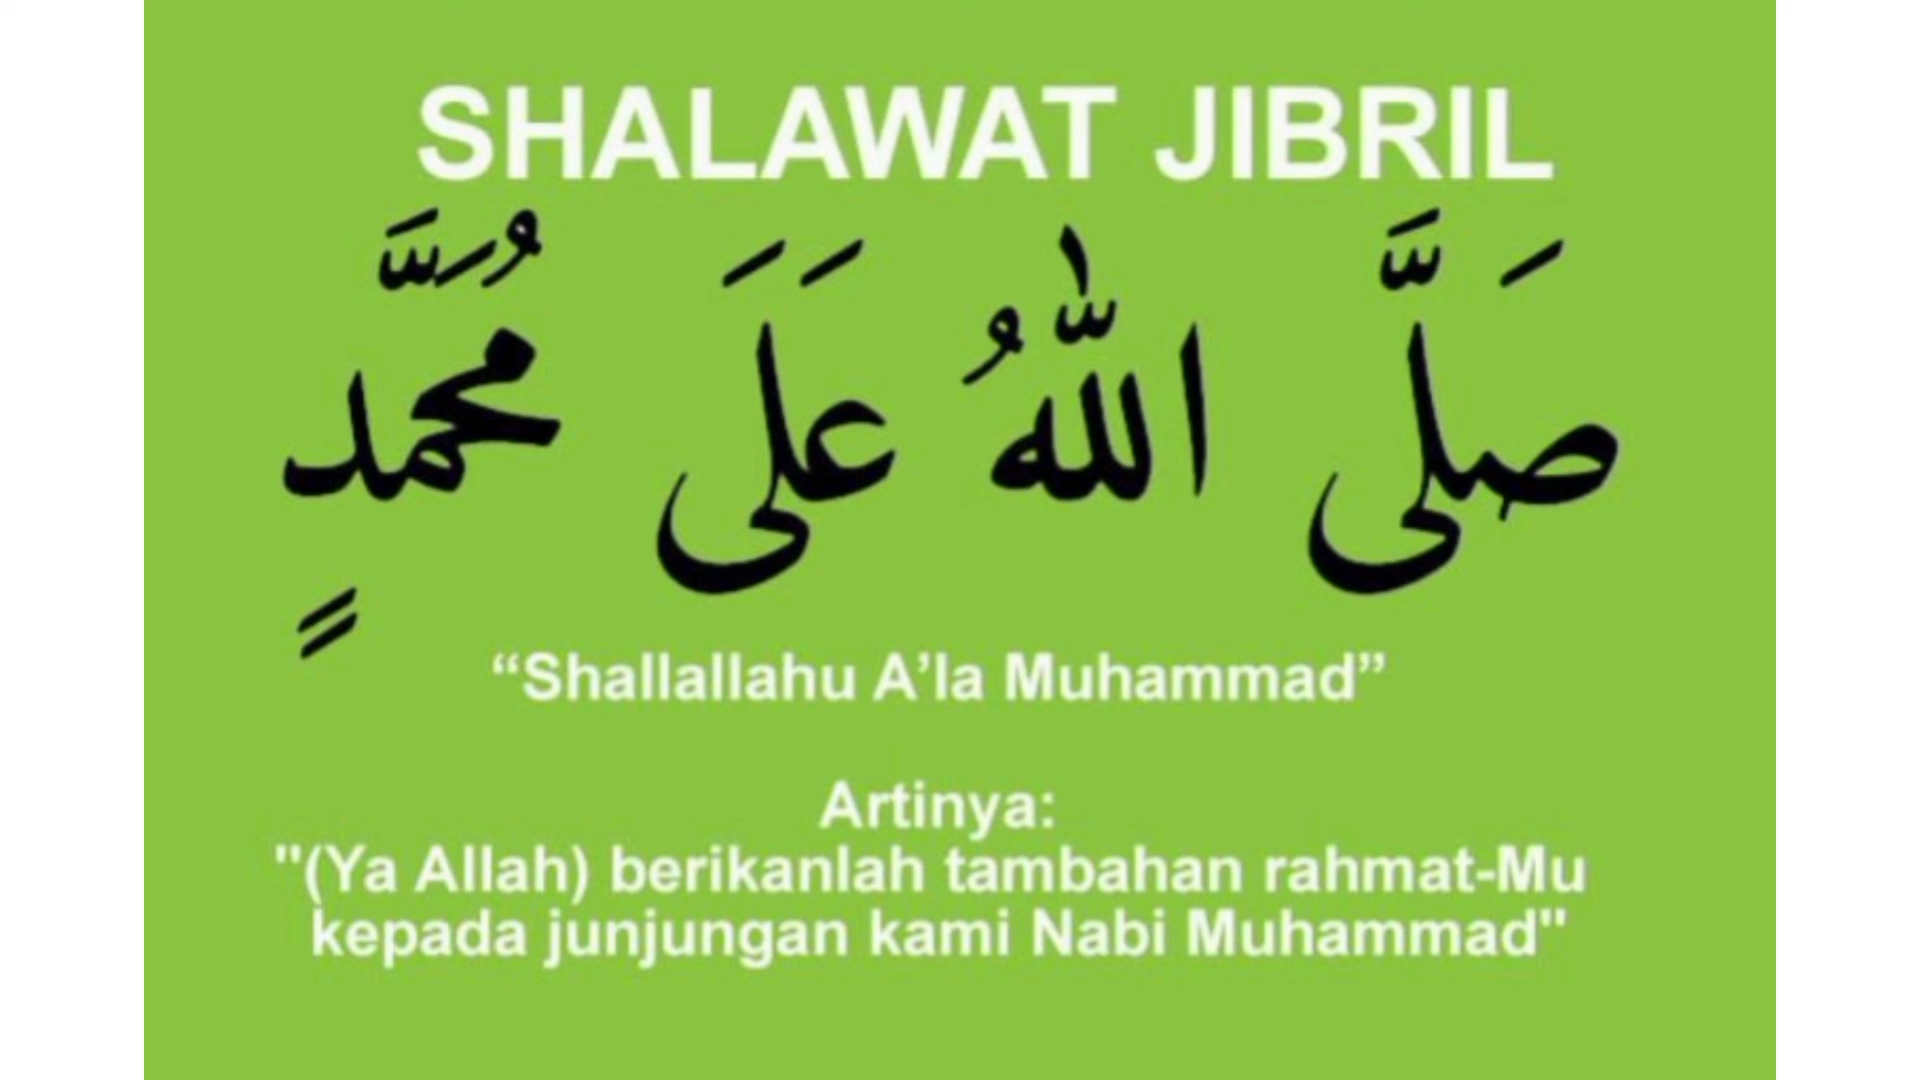 SHALAWAT JIBRIL
صَلَّى اللّٰهُ عَلَى مُحَمَّدٍ
“Shallallahu A’la Muhammad”
Artinya:
"(Ya Allah) berikanlah tambahan rahmat-Mu
kepada junjungan kami Nabi Muhammad"